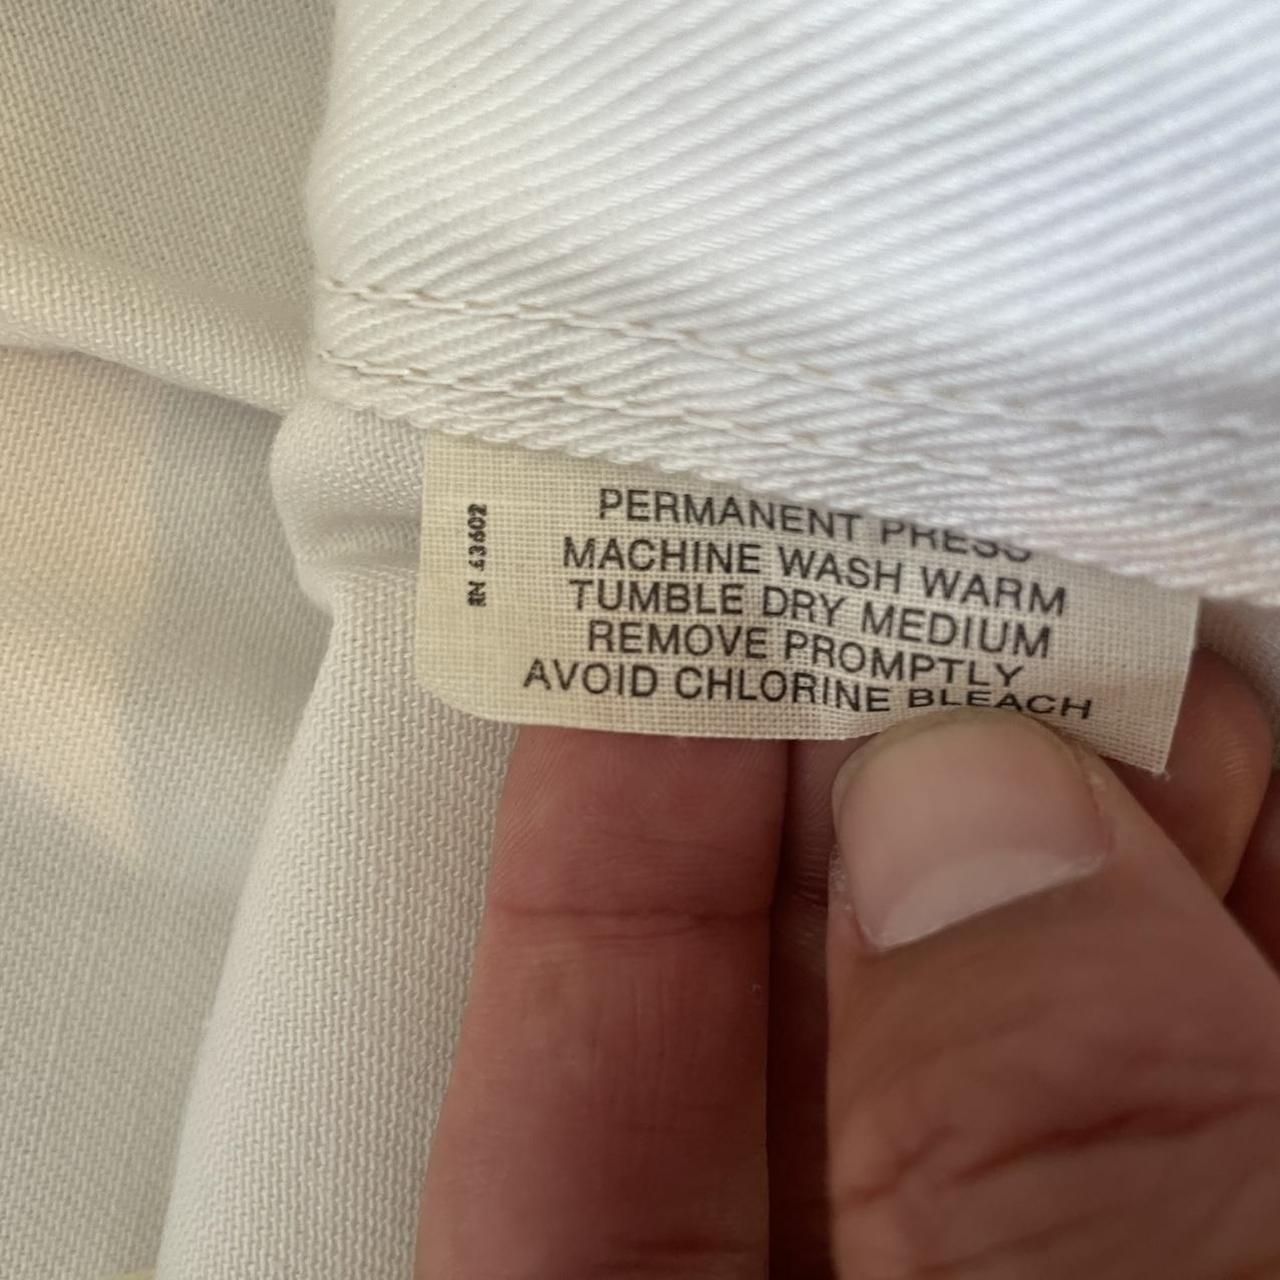 PERMANENT PRESS
MACHINE WASH WARM
TUMBLE DRY MEDIUM
REMOVE PROMPTLY
AVOID CHLORINE BLEACH
RN 43602